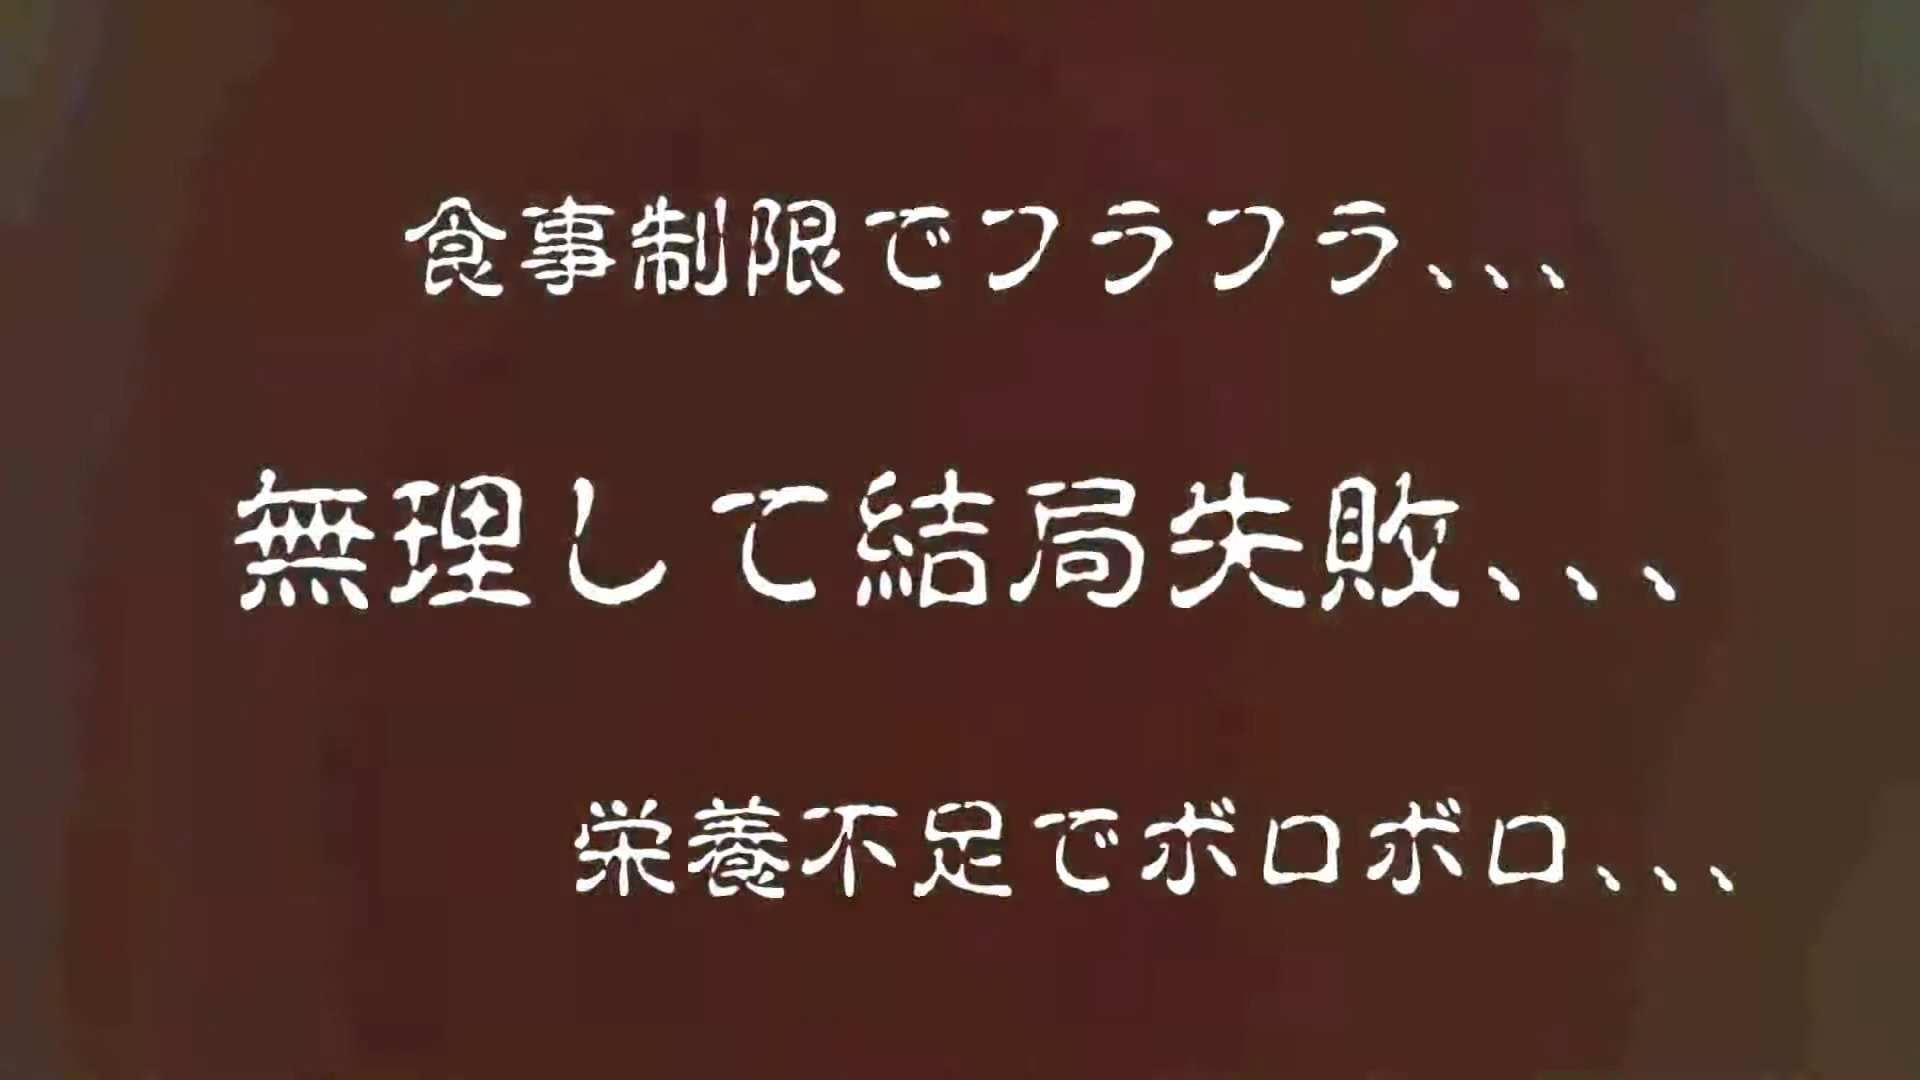 食事制限でフラフラ、、、
無理して結局失敗、、、
栄養不足でボロボロ、、、